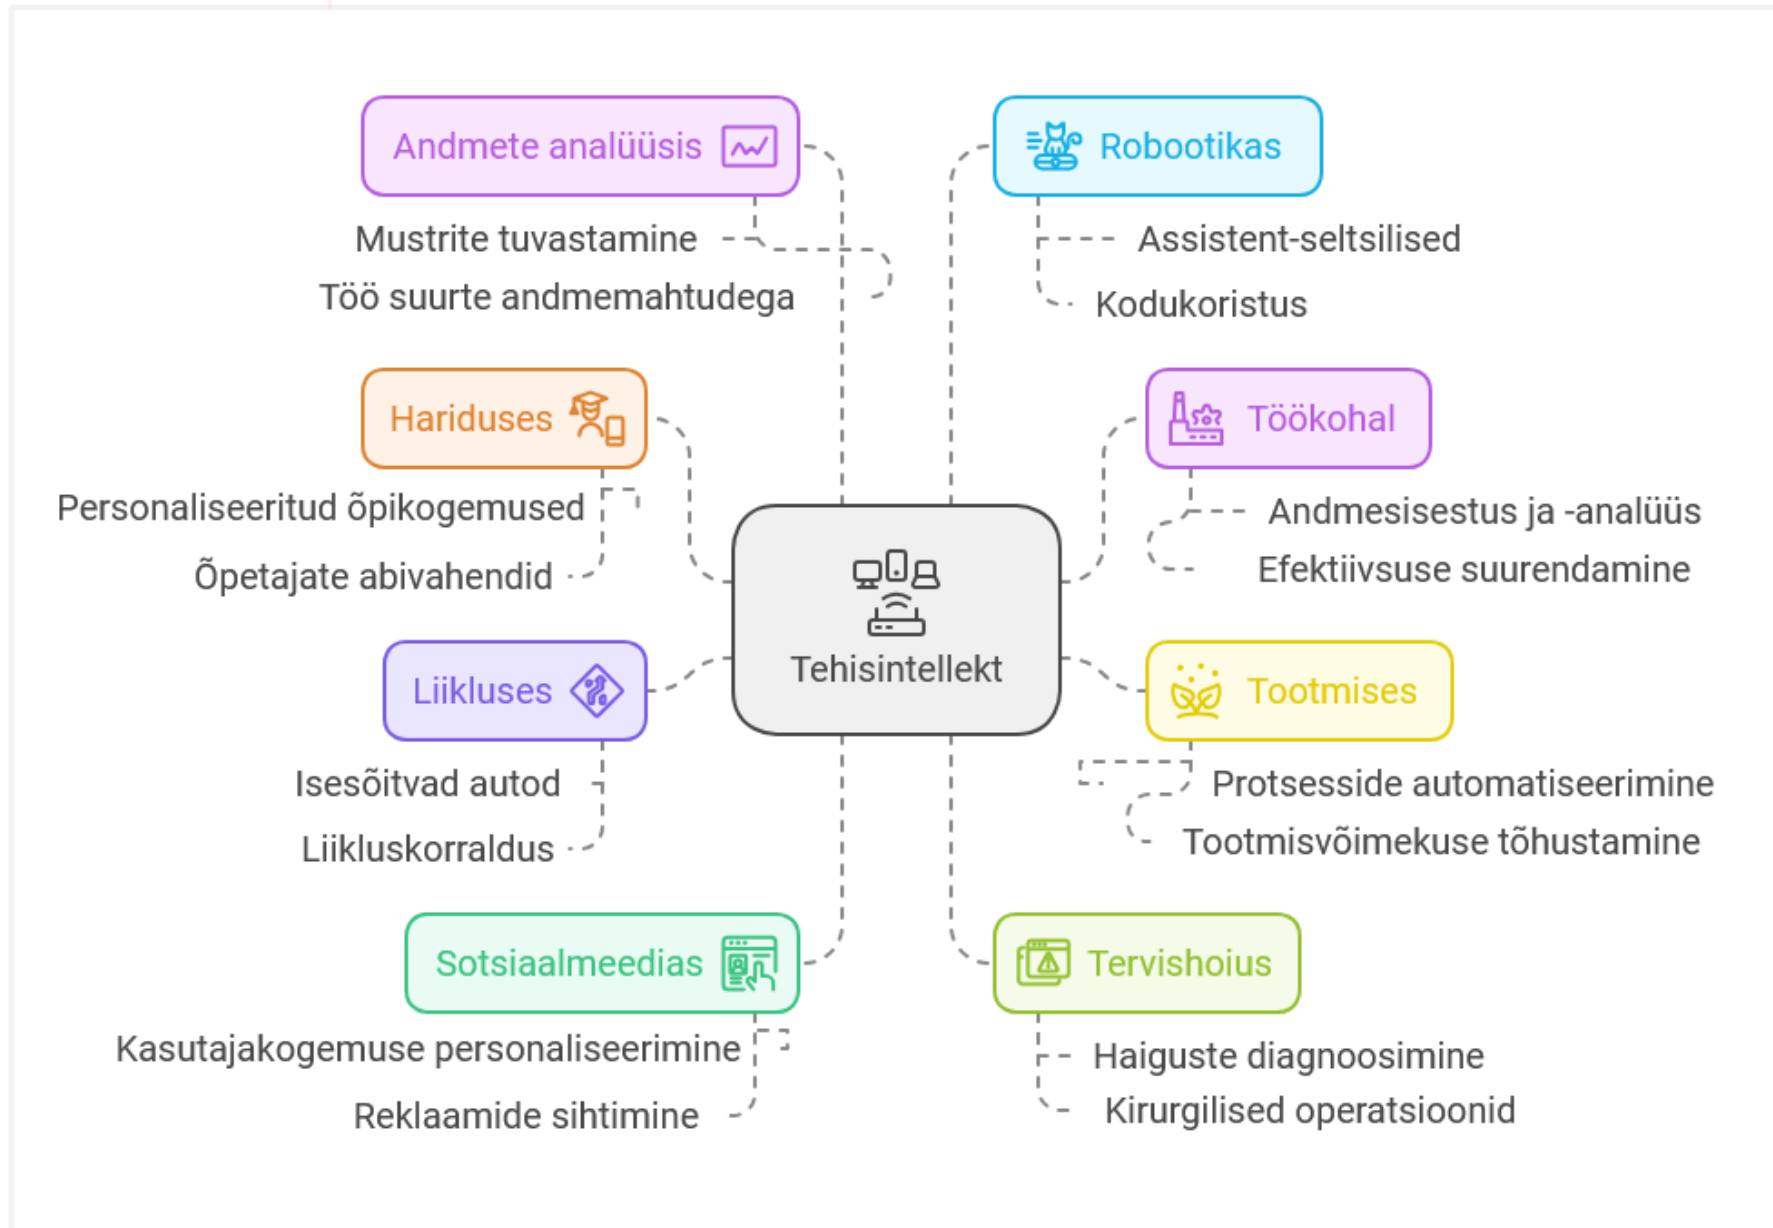 Andmete analüüsis
Mustrite tuvastamine
Töö suurte andmemahtudega
Robootikas
Assistent-seltsilised
Kodukoristus
Hariduses
Personaliseeritud õpikogemused
Õpetajate abivahendid
Töökohal
Andmesisestus ja -analüüs
Efektiivsuse suurendamine
Tehisintellekt
Liikluses
Isesõitvad autod
Liikluskorraldus
Tootmises
Protsesside automatiseerimine
Tootmisvõimekuse tõhustamine
Sotsiaalmeedias
Kasutajakogemuse personaliseerimine
Reklaamide sihtimine
Tervishoius
Haiguste diagnoosimine
Kirurgilised operatsioonid